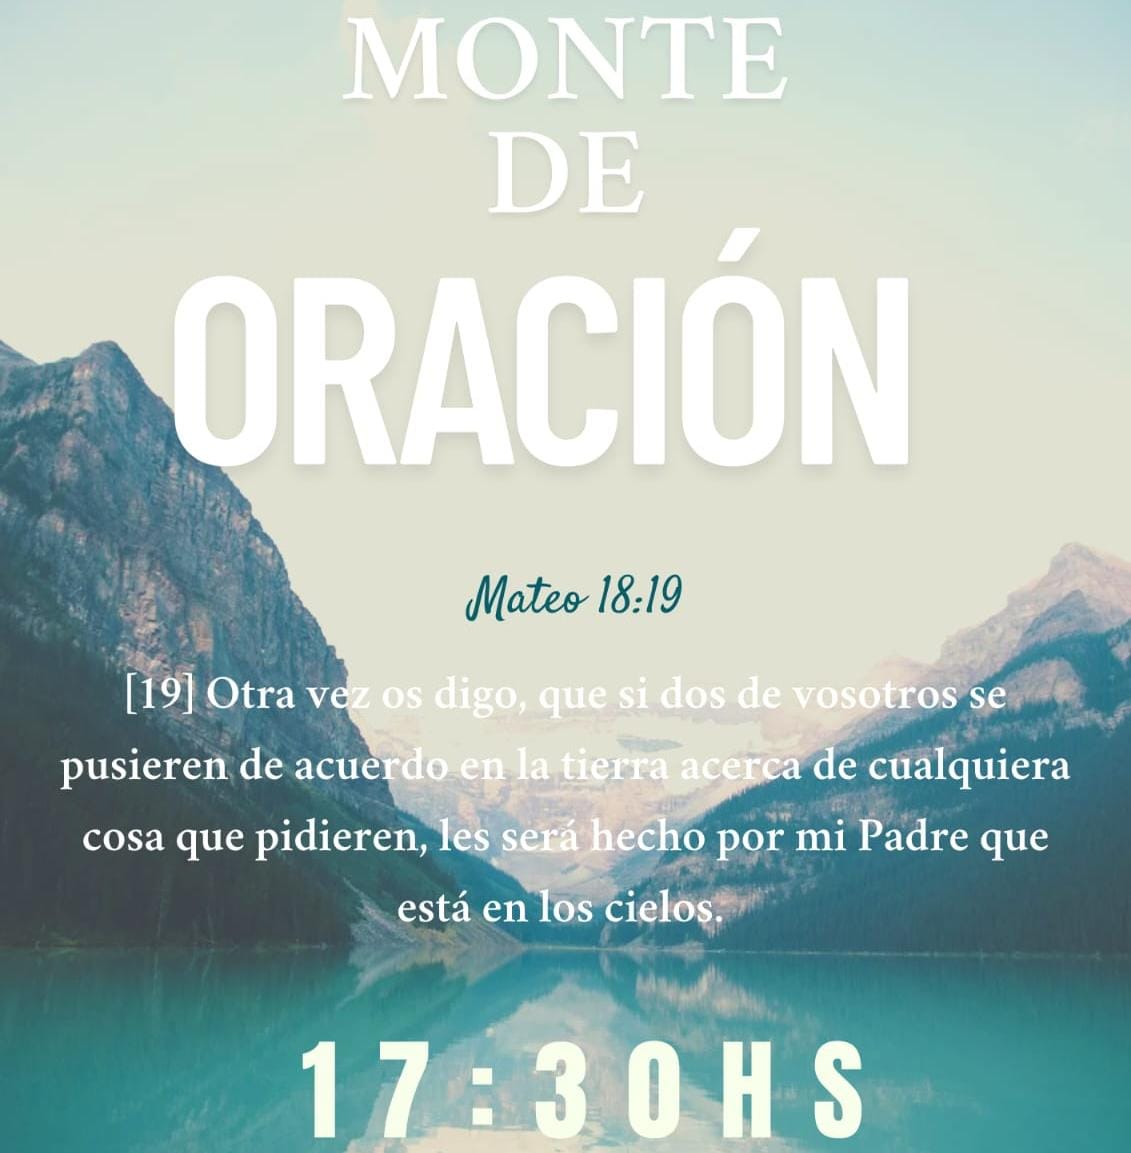 MONTE
DE
ORACIÓN
Mateo 18:19
[19] Otra vez os digo, que si dos de vosotros se
pusieren de acuerdo en la tierra acerca de cualquiera
cosa que pidieren, les será hecho por mi Padre que
está en los cielos.
17:30HS